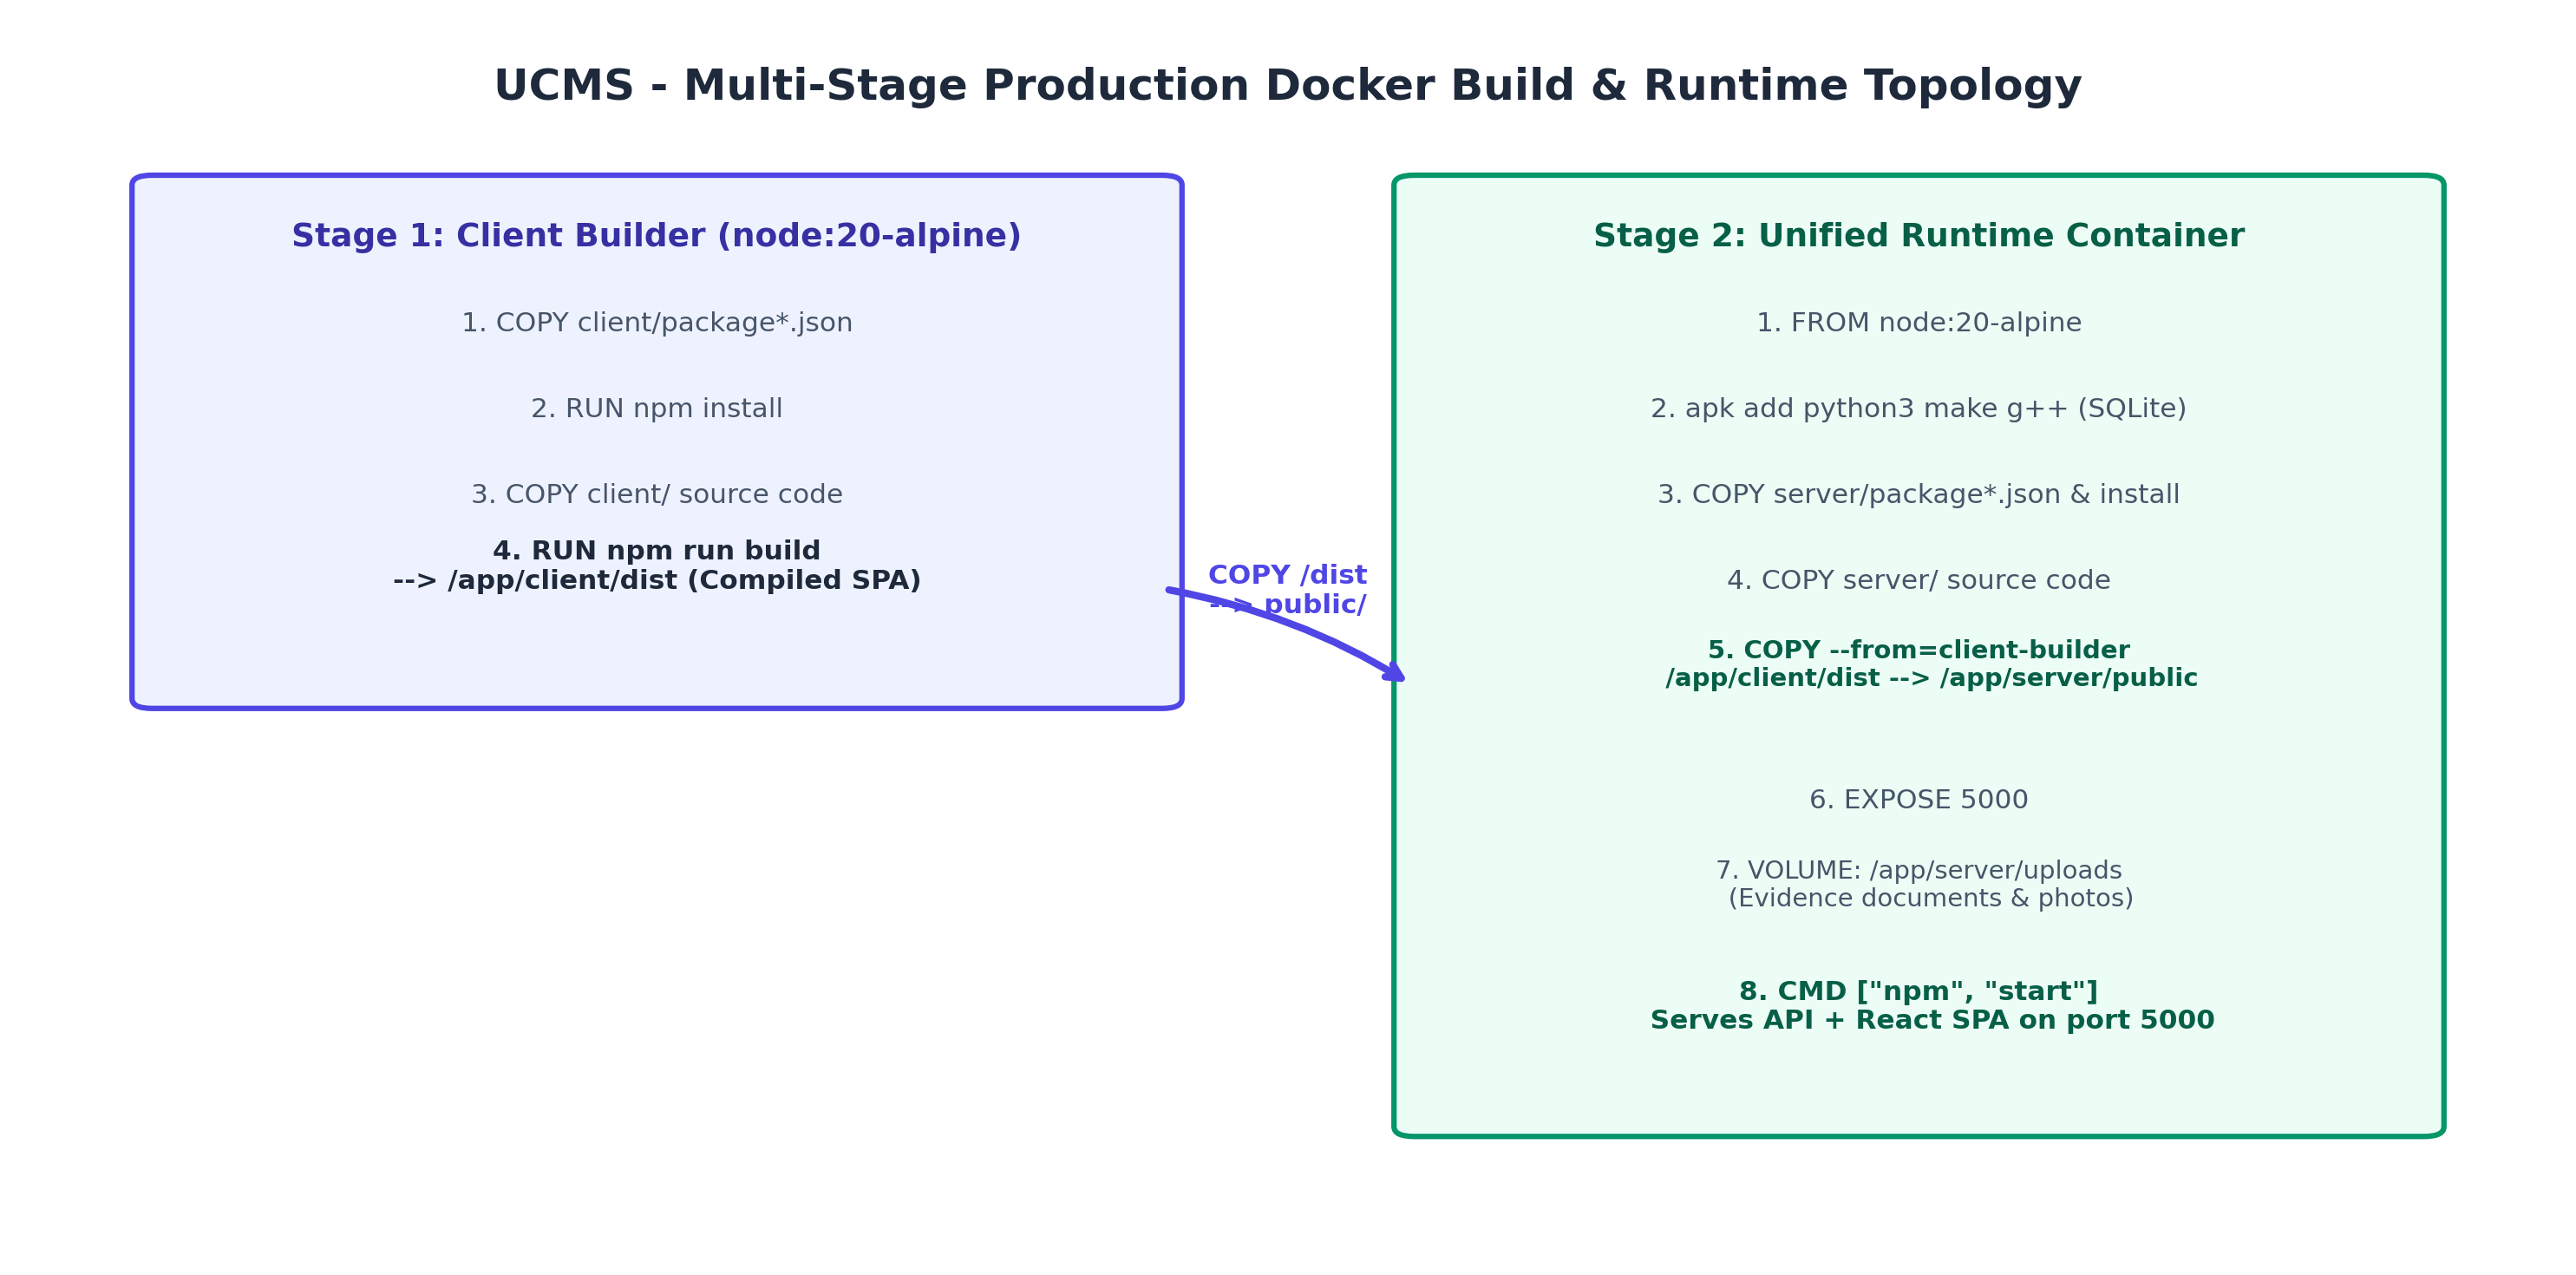 UCMS - Multi-Stage Production Docker Build & Runtime Topology
Stage 1: Client Builder (node:20-alpine)
1. COPY client/package*.json
2. RUN npm install
3. COPY client/ source code
4. RUN npm run build
--> /app/client/dist (Compiled SPA)
COPY /dist
--> public/
Stage 2: Unified Runtime Container
1. FROM node:20-alpine
2. apk add python3 make g++ (SQLite)
3. COPY server/package*.json & install
4. COPY server/ source code
5. COPY --from=client-builder
/app/client/dist --> /app/server/public
6. EXPOSE 5000
7. VOLUME: /app/server/uploads
(Evidence documents & photos)
8. CMD ["npm", "start"]
Serves API + React SPA on port 5000